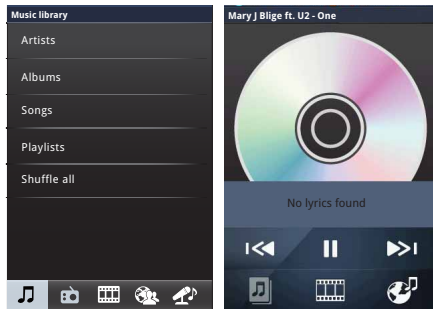 Music library
Artists
Albums
Songs
Playlists
Shuffle all
Mary J Blige ft. U2 - One
No lyrics found